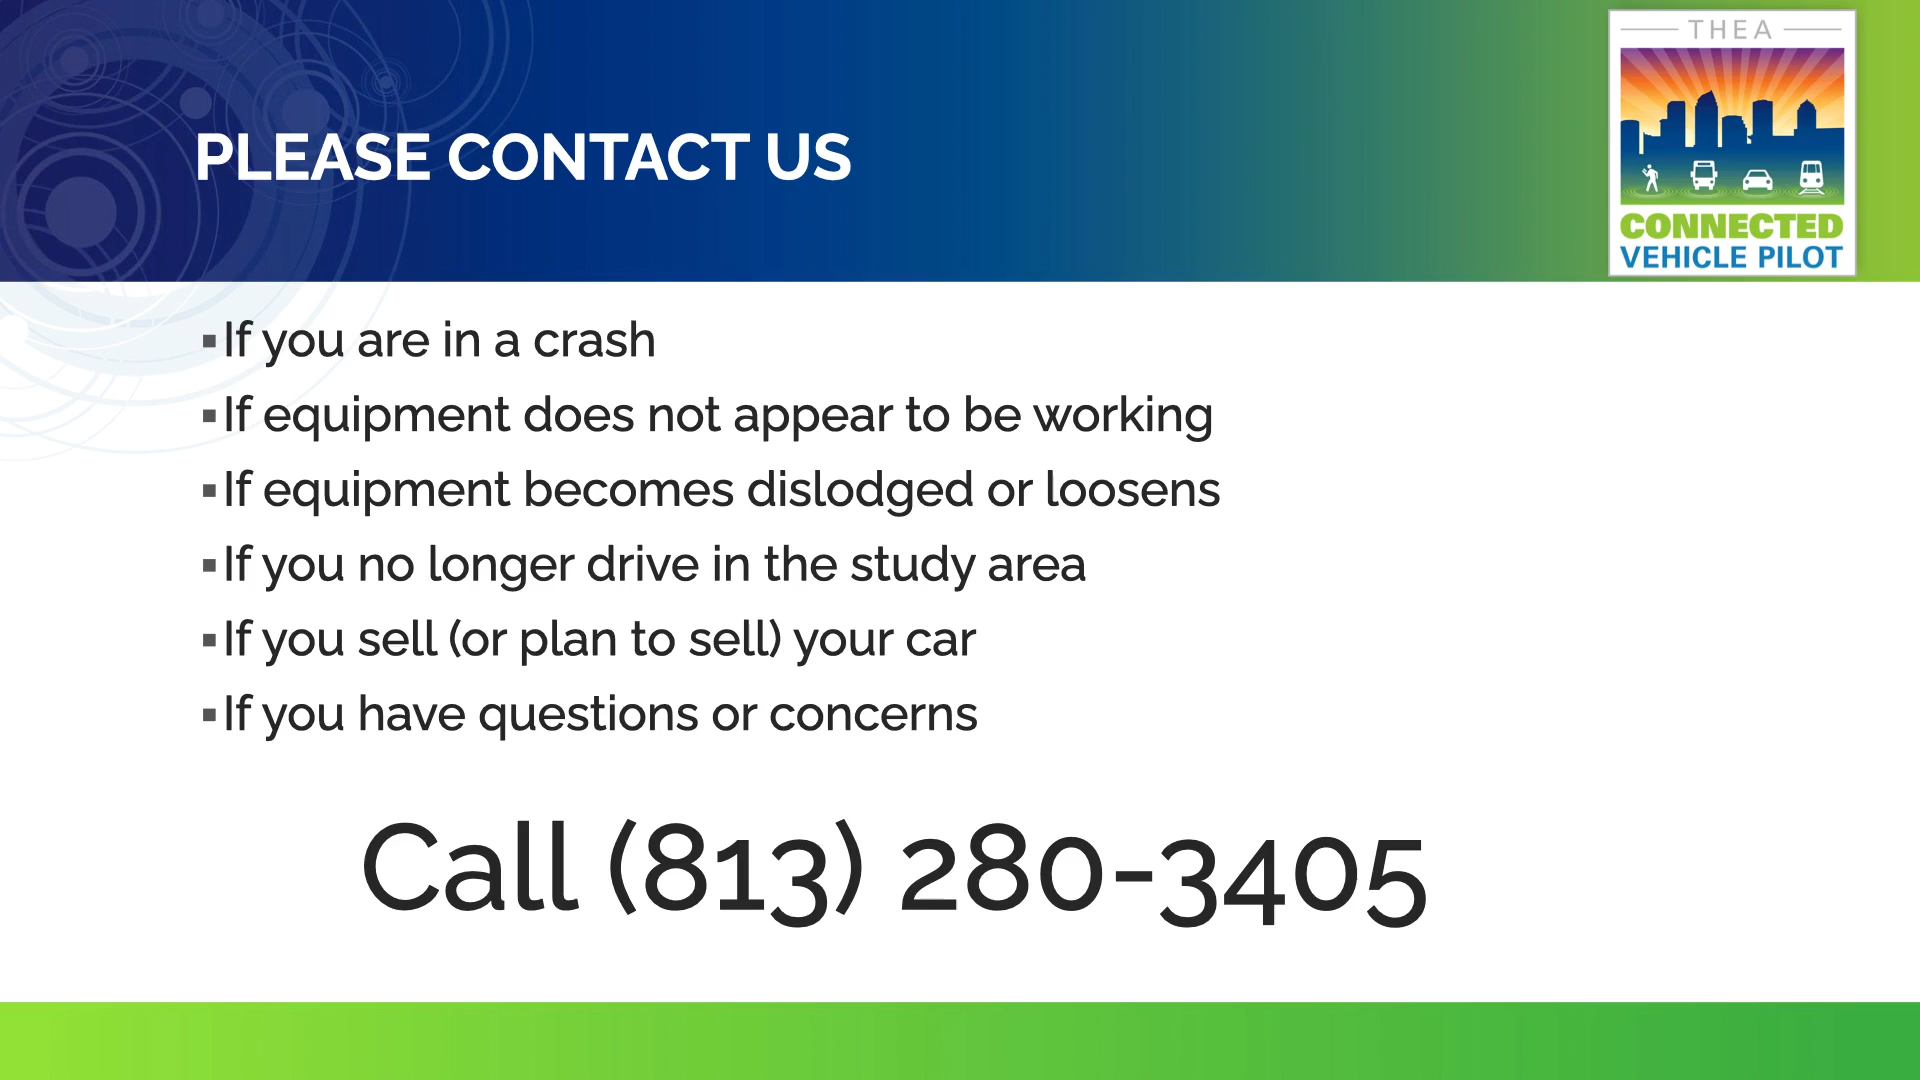 THEA
CONNECTED
VEHICLE PILOT
PLEASE CONTACT US
▪If you are in a crash
▪If equipment does not appear to be working
▪If equipment becomes dislodged or loosens
▪If you no longer drive in the study area
▪If you sell (or plan to sell) your car
▪If you have questions or concerns
Call (813) 280-3405